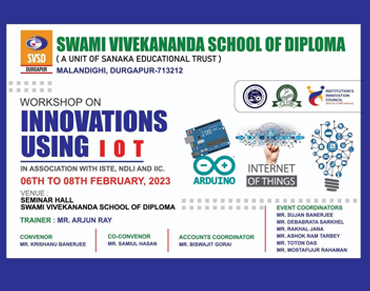 SVSD
DURGAPUR
SWAMI VIVEKANANDA SCHOOL OF DIPLOMA
( A UNIT OF SANAKA EDUCATIONAL TRUST )
MALANDIGHI, DURGAPUR-713212
WORKSHOP ON
INNOVATIONS
USING I O T
IN ASSOCIATION WITH ISTE, NDLI AND IIC.
06TH TO 08TH FEBRUARY, 2023
VENUE :
SEMINAR HALL
SWAMI VIVEKANANDA SCHOOL OF DIPLOMA
TRAINER : MR. ARJUN RAY
INSTITUTION'S
INNOVATION
COUNCIL
ARDUINO
INTERNET
OF THINGS
CONVENOR
MR. KRISHANU BANERJEE
CO-CONVENOR
MR. SAMIUL HASAN
ACCOUNTS COORDINATOR
MR. BISWAJIT GORAI
EVENT COORDINATORS
MR. SUJAN BANERJEE
MR. DEBABRATA SARKHEL
MR. RAKHAL JANA
MR. ASHOK RAM TARBEY
MR. TOTON DAS
MR. MOSTAFIJUR RAHAMAN